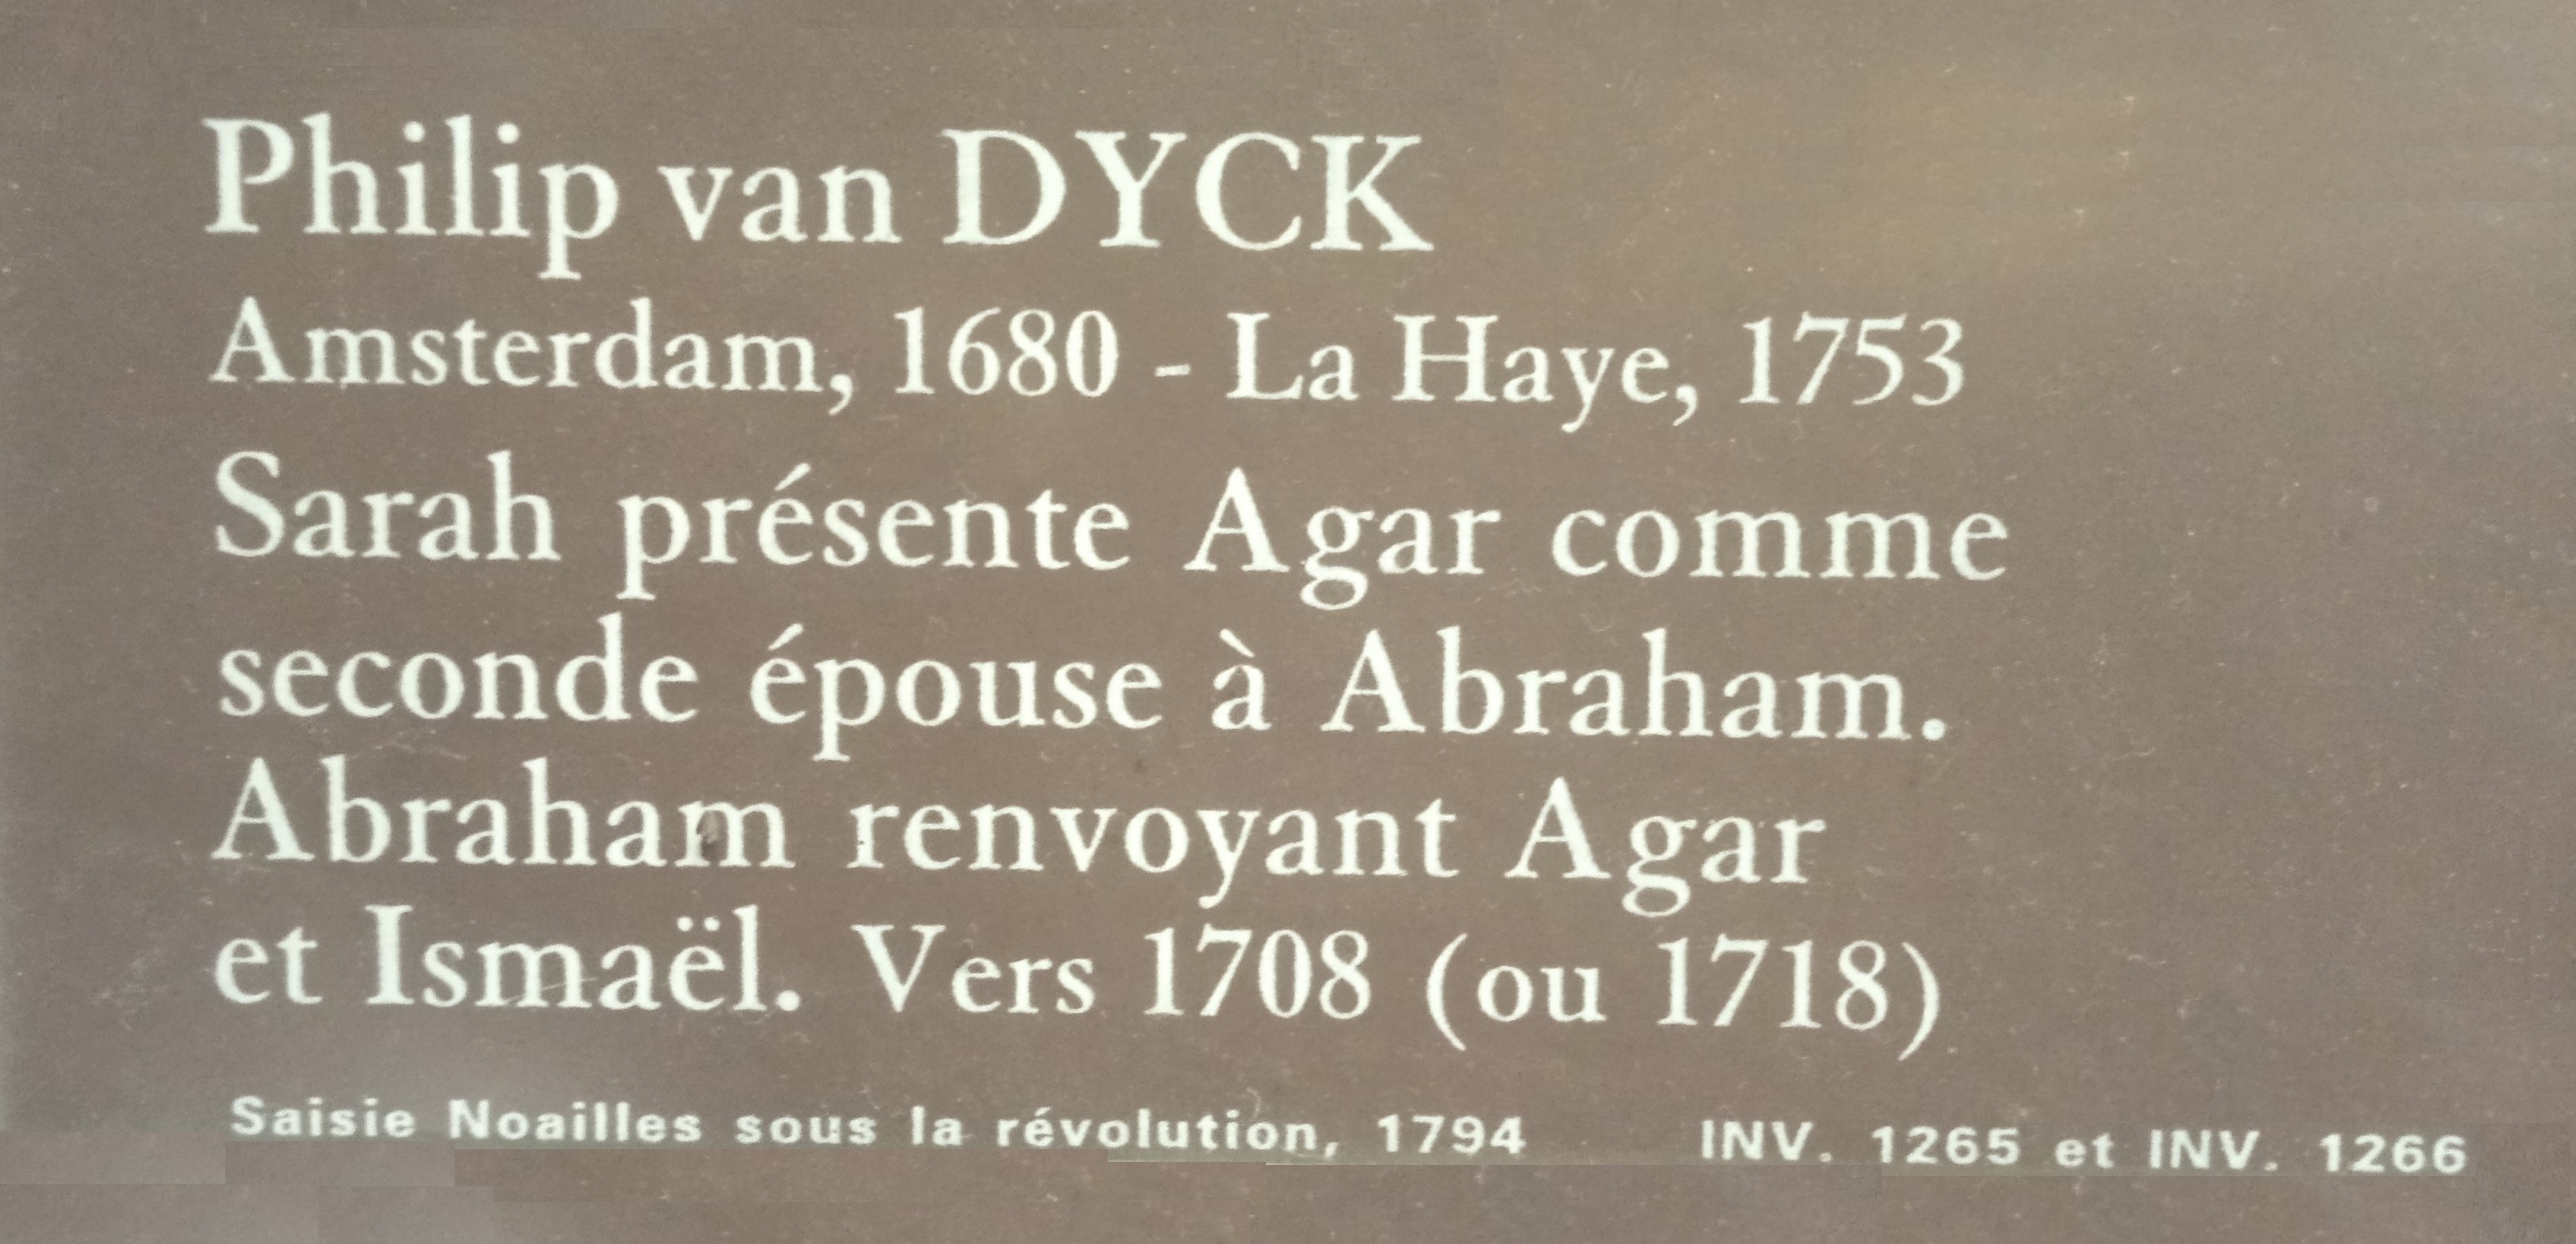 Philip van DYCK
Amsterdam, 1680 - La Haye, 1753
Sarah présente Agar comme
seconde épouse à Abraham.
Abraham renvoyant Agar
et Ismaël. Vers 1708 (ou 1718)
Saisie Noailles sous la révolution, 1794 INV. 1265 et INV. 1266